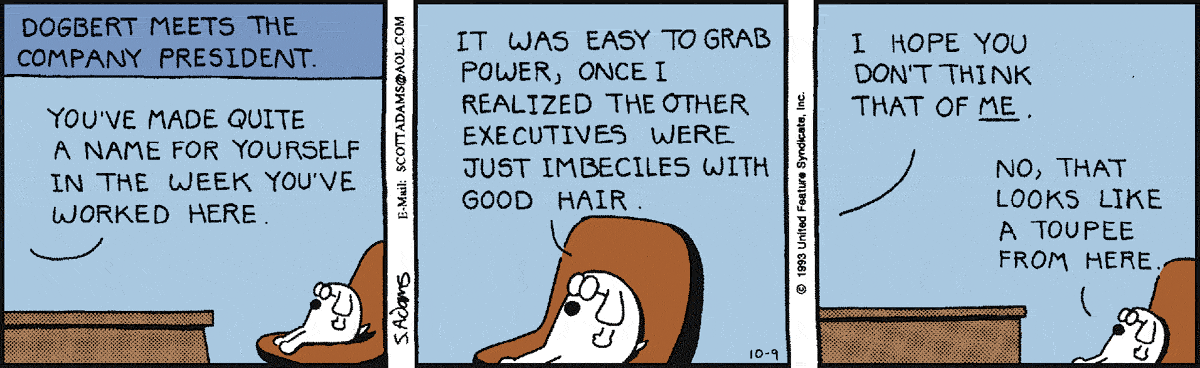 DOGBERT MEETS THE
COMPANY PRESIDENT.
YOU'VE MADE QUITE
A NAME FOR YOURSELF
IN THE WEEK YOU'VE
WORKED HERE.
S. Adams
E-Mail: SCOTTADAMS@AOL.COM
IT WAS EASY TO GRAB
POWER, ONCE I
REALIZED THE OTHER
EXECUTIVES WERE
JUST IMBECILES WITH
GOOD HAIR.
10-9
© 1993 United Feature Syndicate, Inc.
I HOPE YOU
DON'T THINK
THAT OF ME.
NO, THAT
LOOKS LIKE
A TOUPEE
FROM HERE.